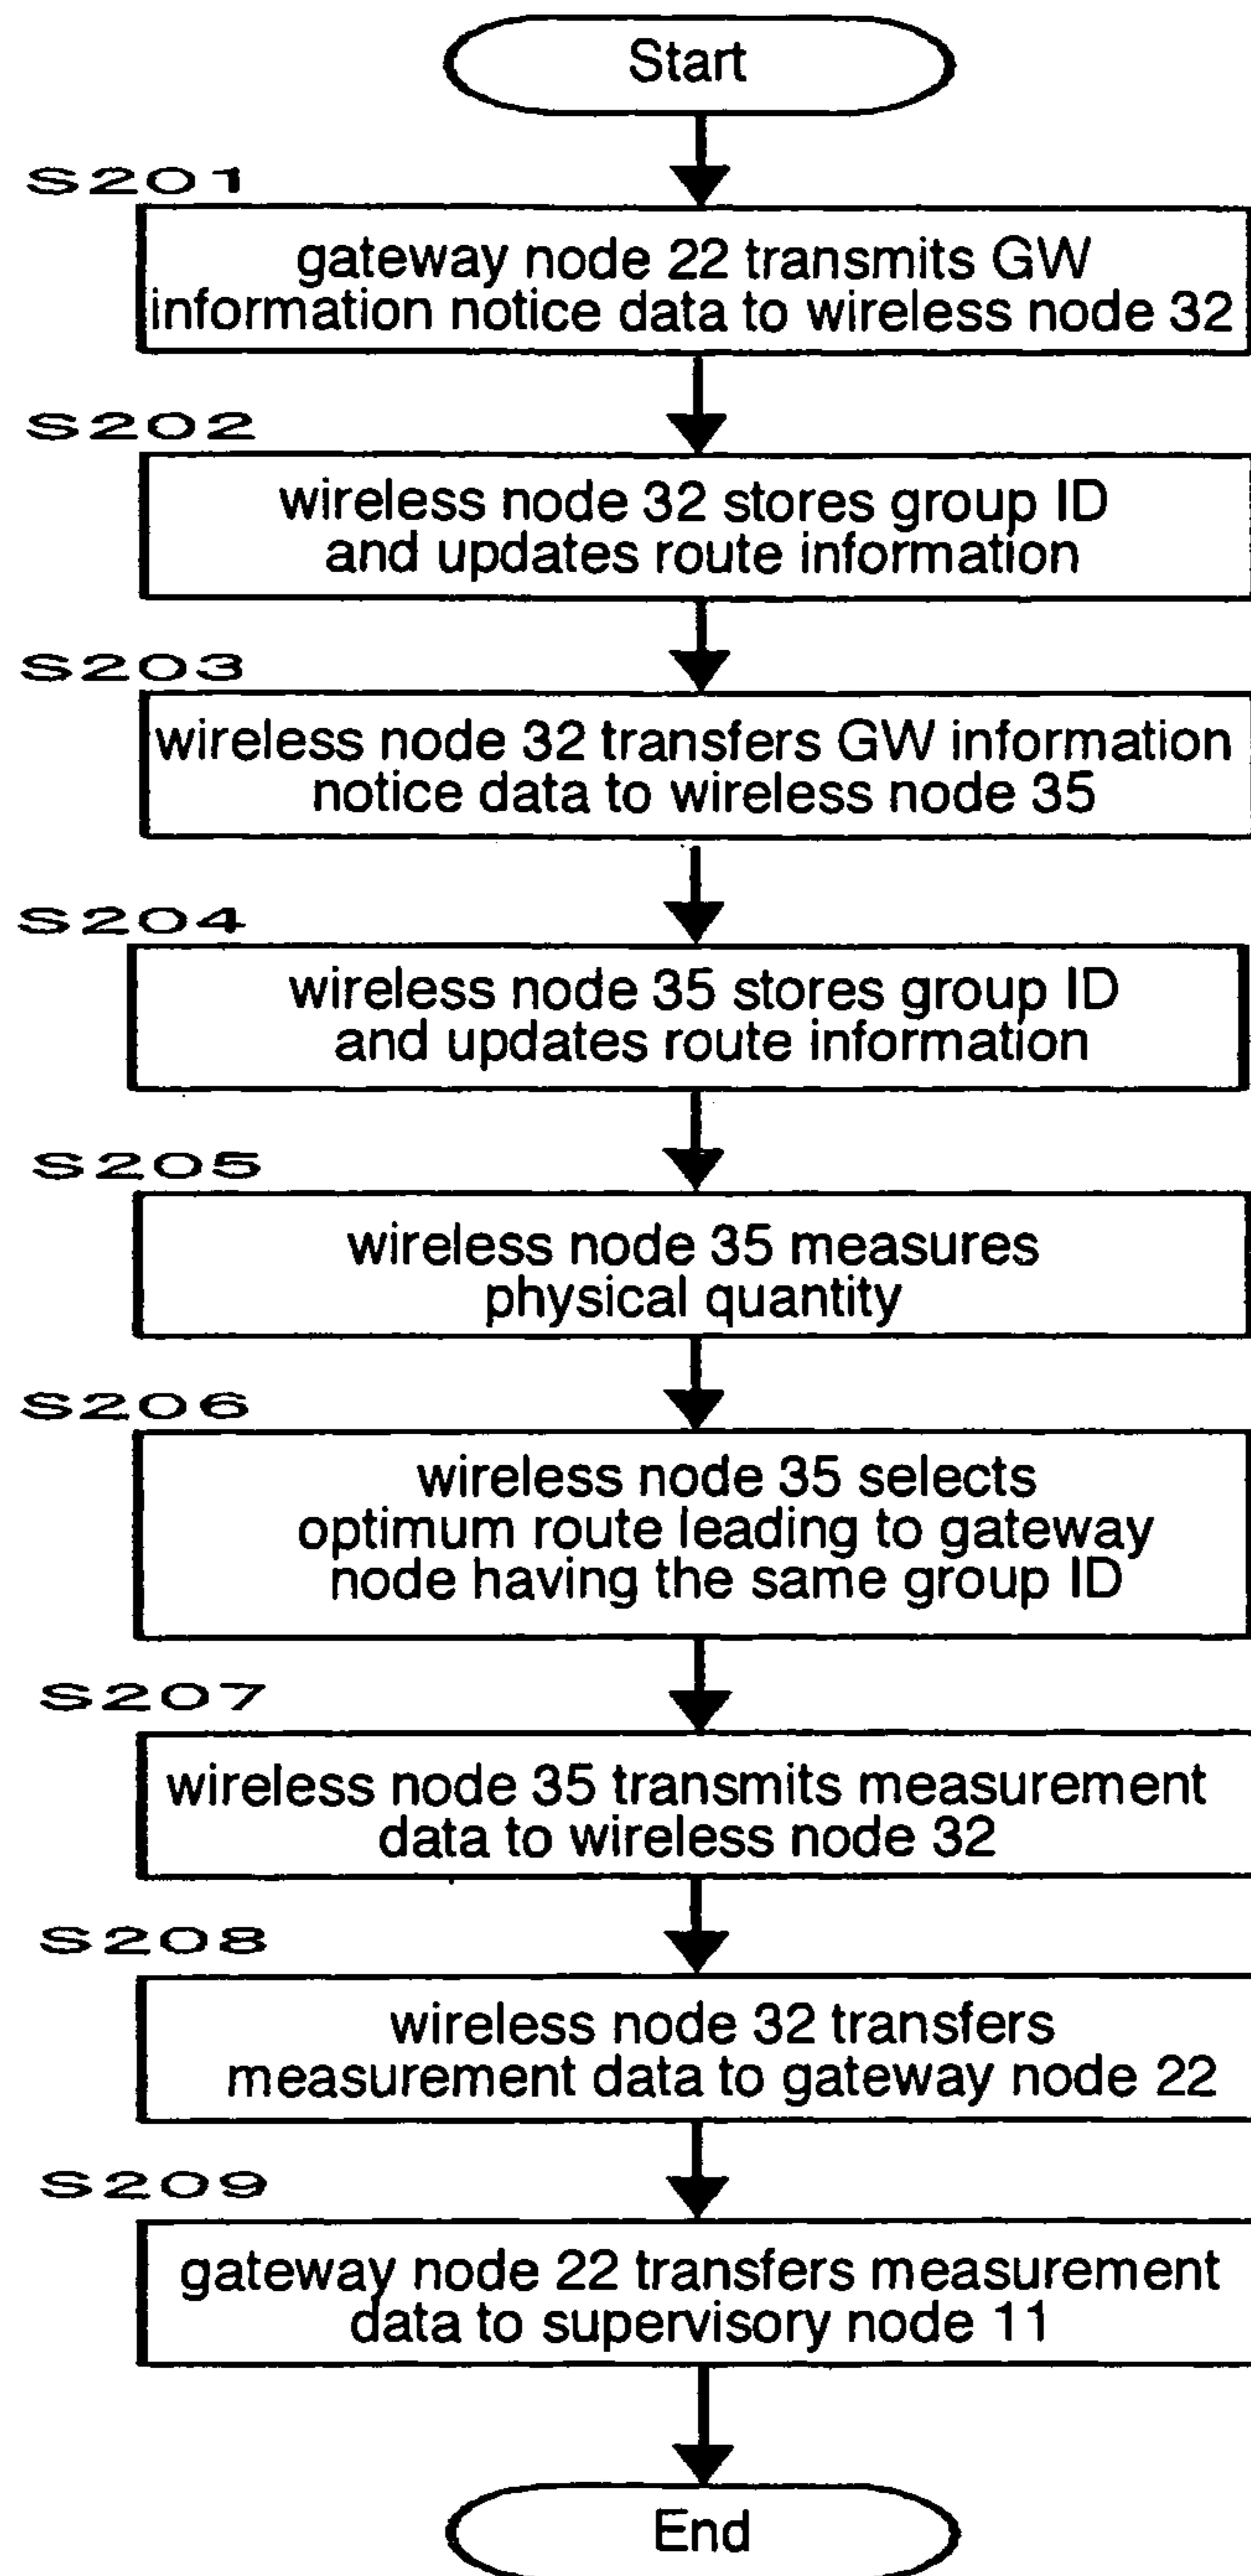 Start
S201
gateway node 22 transmits GW
information notice data to wireless node 32
S202
wireless node 32 stores group ID
and updates route information
S203
wireless node 32 transfers GW information
notice data to wireless node 35
S204
wireless node 35 stores group ID
and updates route information
S205
wireless node 35 measures
physical quantity
S206
wireless node 35 selects
optimum route leading to gateway
node having the same group ID
S207
wireless node 35 transmits measurement
data to wireless node 32
S208
wireless node 32 transfers
measurement data to gateway node 22
S209
gateway node 22 transfers measurement
data to supervisory node 11
End